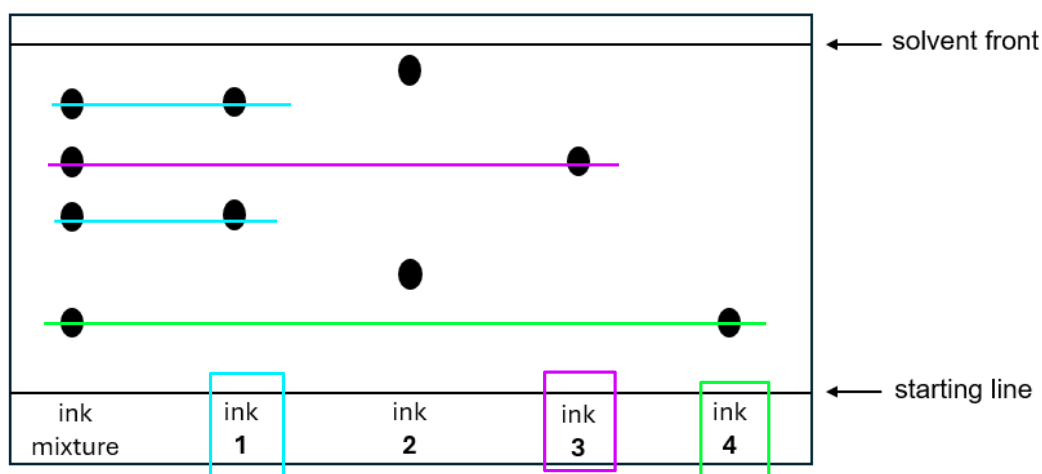 solvent front
starting line
ink mixture
ink 1
ink 2
ink 3
ink 4